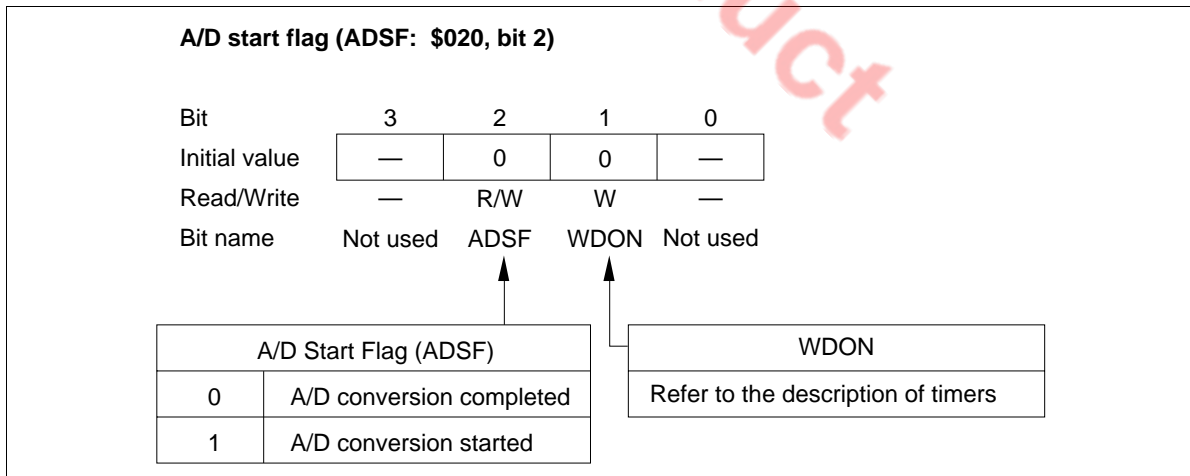 A/D start flag (ADSF: $020, bit 2)
Bit 3 2 1 0
Initial value — 0 0 —
Read/Write — R/W W —
Bit name Not used ADSF WDON Not used
A/D Start Flag (ADSF)
0 A/D conversion completed
1 A/D conversion started
WDON
Refer to the description of timers
uct